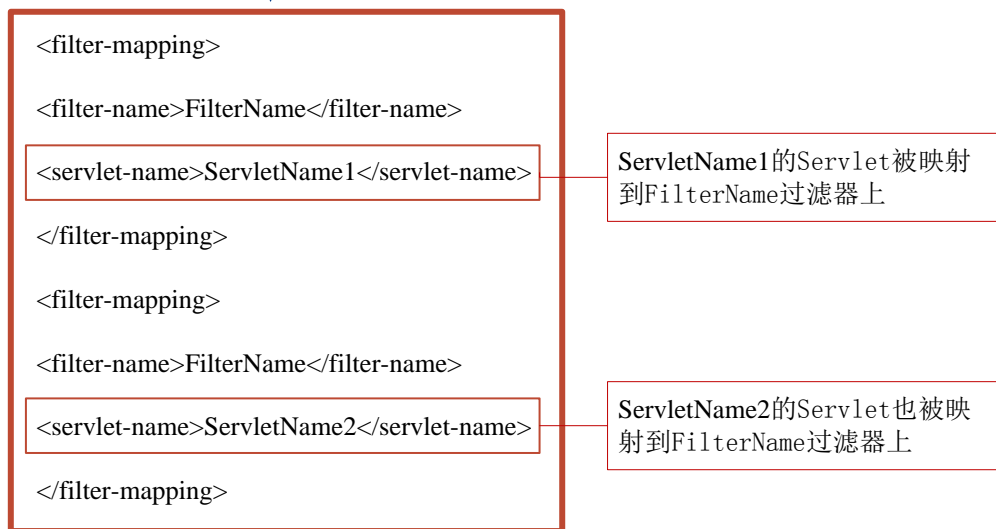 <filter-mapping>
<filter-name>FilterName</filter-name>
<servlet-name>ServletName1</servlet-name>
</filter-mapping>
<filter-mapping>
<filter-name>FilterName</filter-name>
<servlet-name>ServletName2</servlet-name>
</filter-mapping>
ServletName1的Servlet被映射
到FilterName过滤器上
ServletName2的Servlet也被映
射到FilterName过滤器上